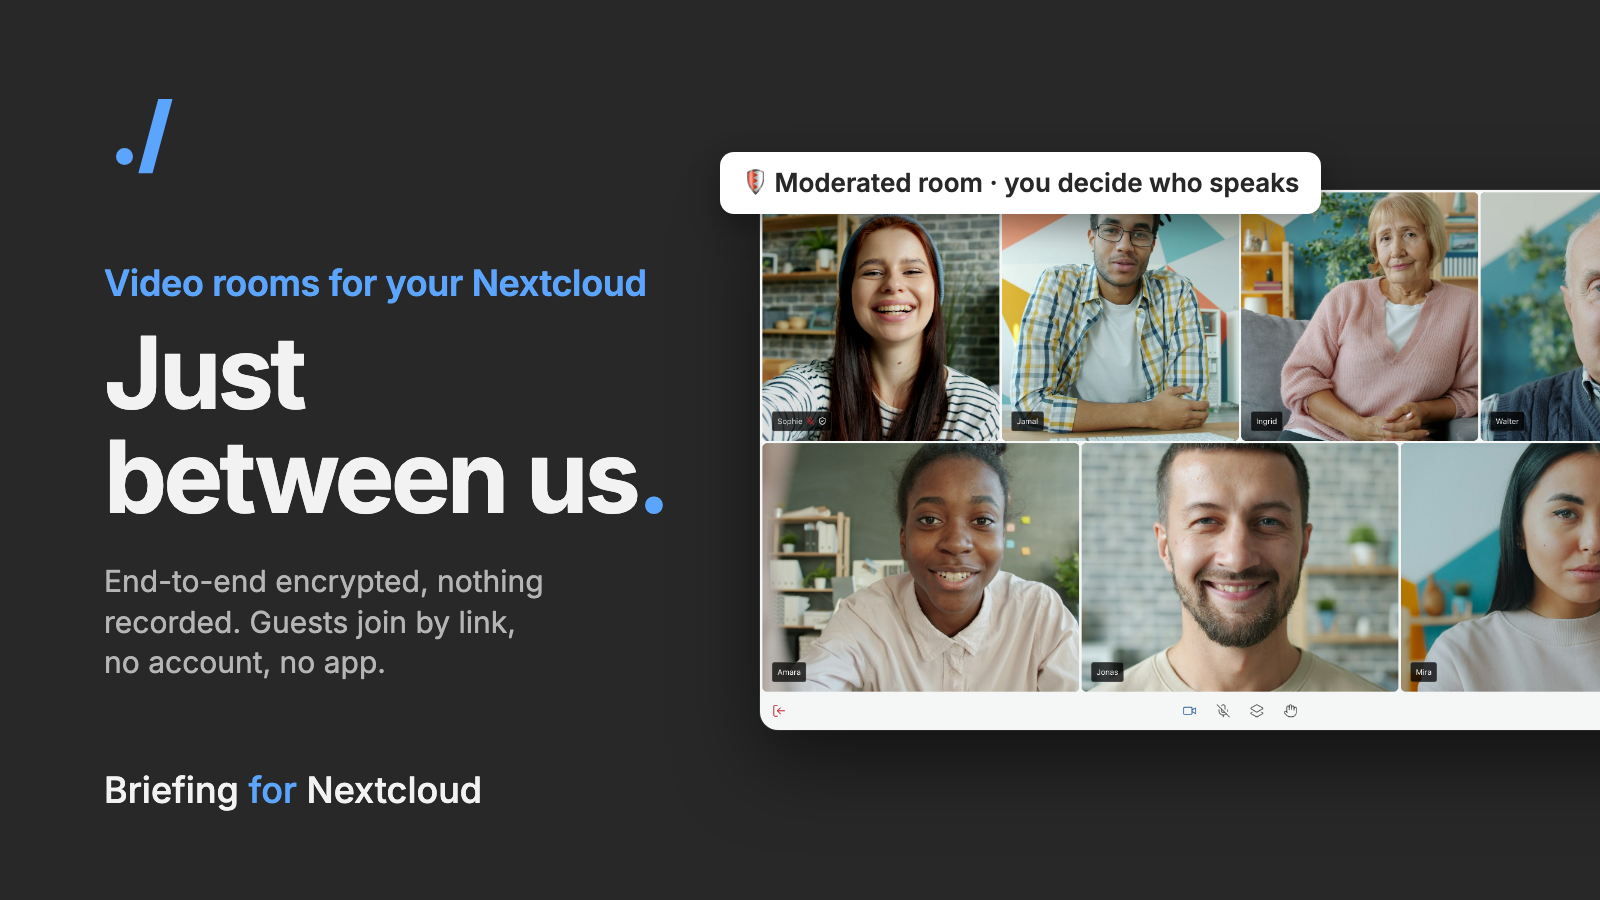 ./
Video rooms for your Nextcloud
Just
between us.
End-to-end encrypted, nothing
recorded. Guests join by link,
no account, no app.
Briefing for Nextcloud
Moderated room · you decide who speaks
Sophie
Jamal
Ingrid
Walter
Amara
Jonas
Mira